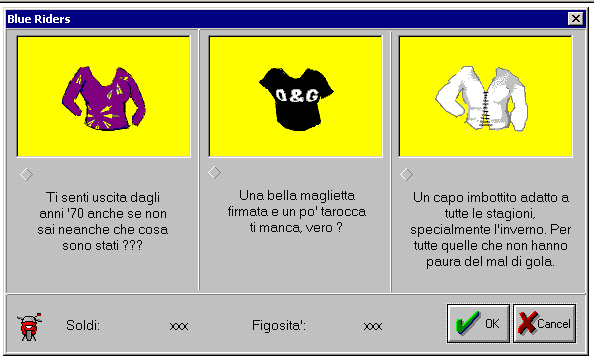 Blue Riders
D&G
Ti senti uscita dagli
anni '70 anche se non
sai neanche che cosa
sono stati ???
Una bella maglietta
firmata e un po' tarocca
ti manca, vero ?
Un capo imbottito adatto a
tutte le stagioni,
specialmente l'inverno. Per
tutte quelle che non hanno
paura del mal di gola.
Soldi: xxx Figosita': xxx
OK
Cancel